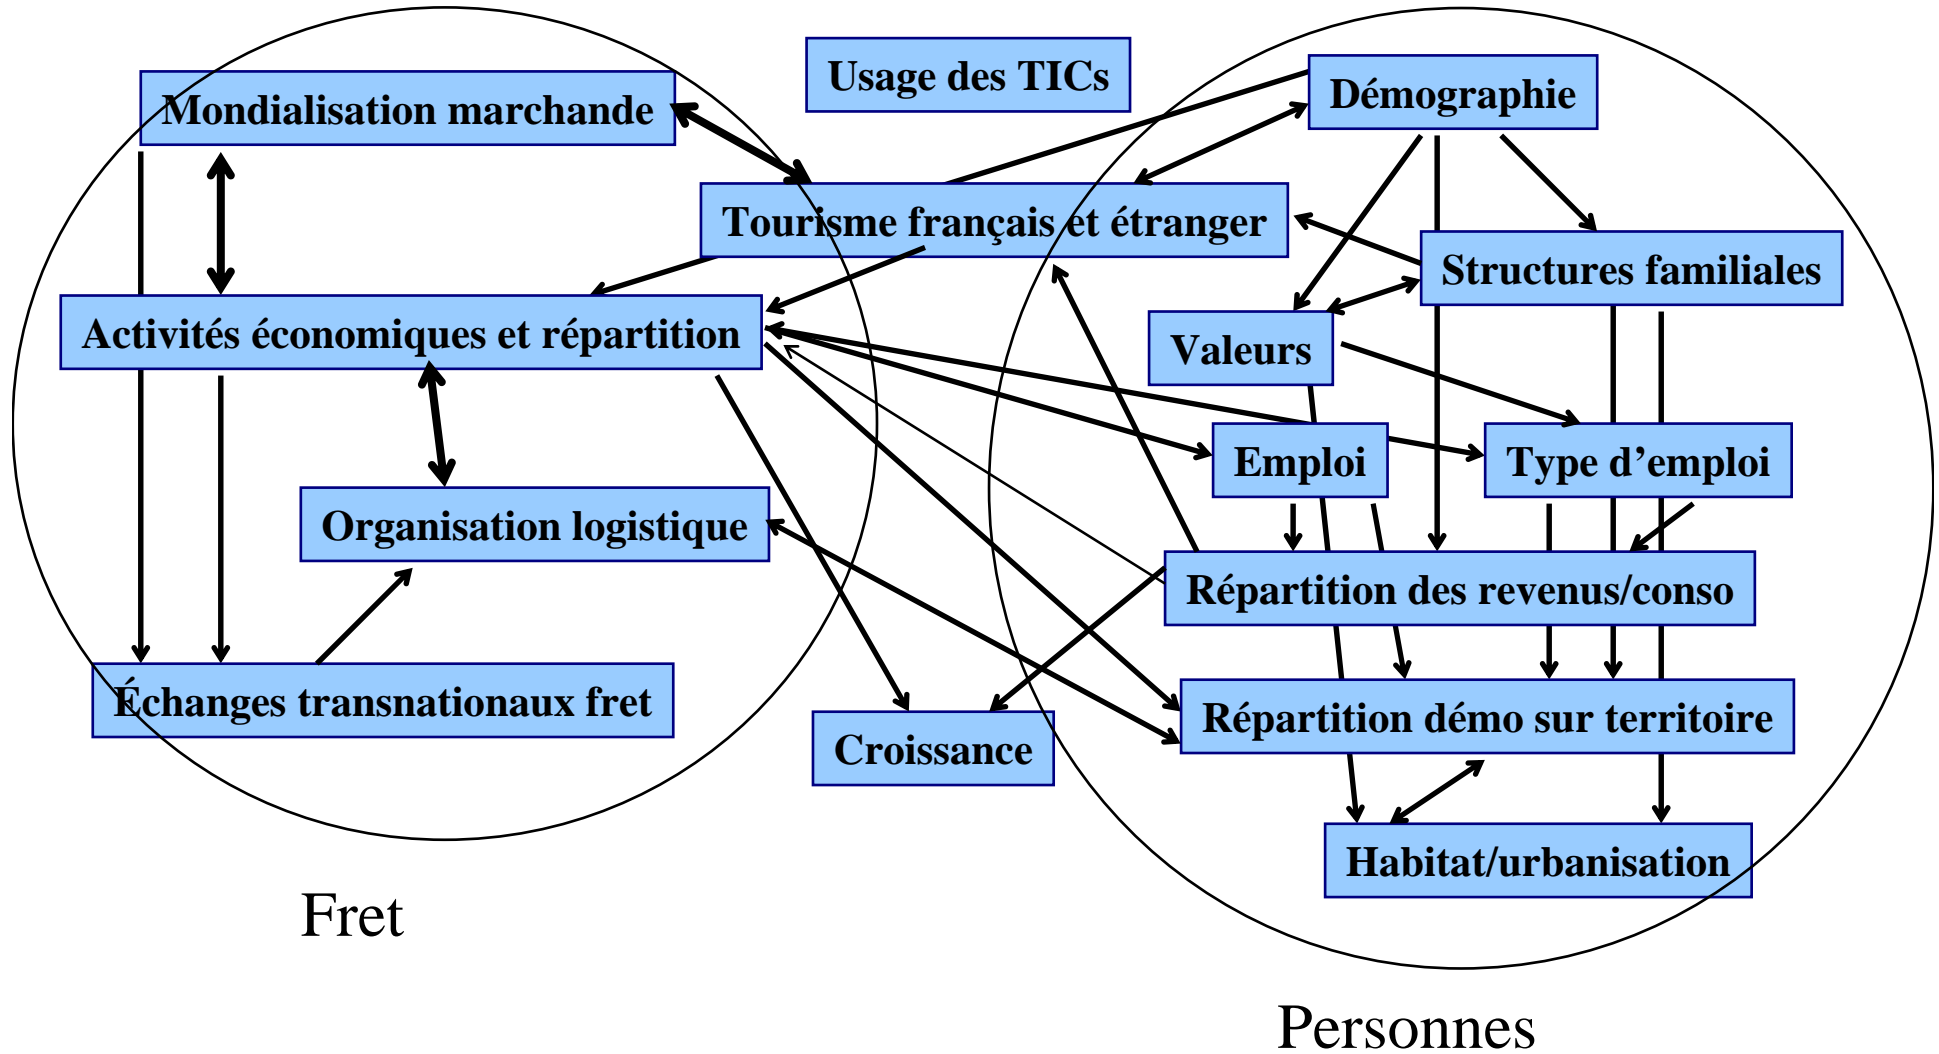 Usage des TICs
Démographie
Mondialisation marchande
Tourisme français et étranger
Structures familiales
Activités économiques et répartition
Valeurs
Emploi
Type d’emploi
Organisation logistique
Répartition des revenus/conso
Échanges transnationaux fret
Répartition démo sur territoire
Croissance
Habitat/urbanisation
Fret
Personnes